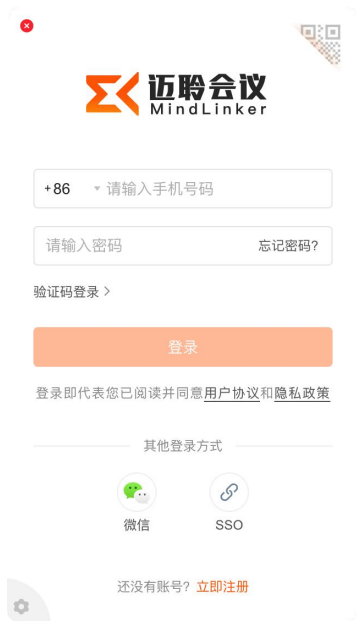 迈聆会议
MindLinker
+86 请输入手机号码
请输入密码 忘记密码?
验证码登录 >
登录
登录即代表您已阅读并同意用户协议和隐私政策
其他登录方式
微信 SSO
还没有账号? 立即注册